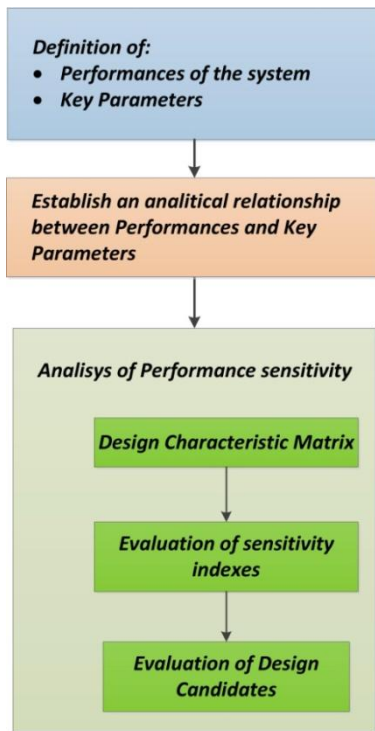 Definition of:
• Performances of the system
• Key Parameters
Establish an analitical relationship
between Performances and Key
Parameters
Analisys of Performance sensitivity
Design Characteristic Matrix
Evaluation of sensitivity
indexes
Evaluation of Design
Candidates